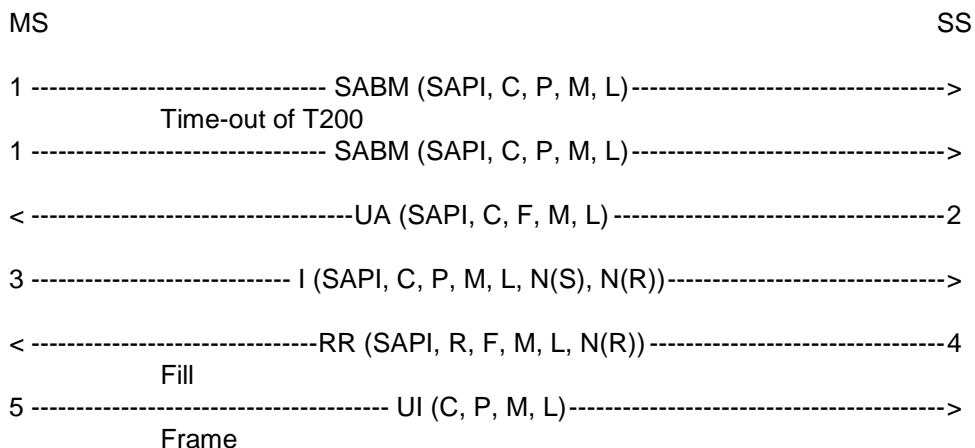 MS SS
1 --------------------------------- SABM (SAPI, C, P, M, L)----------------------------------->
Time-out of T200
1 --------------------------------- SABM (SAPI, C, P, M, L)----------------------------------->
< ------------------------------------UA (SAPI, C, F, M, L) -------------------------------------2
3 ----------------------------- I (SAPI, C, P, M, L, N(S), N(R))------------------------------->
< --------------------------------RR (SAPI, R, F, M, L, N(R)) ---------------------------------4
Fill
5 ---------------------------------------- UI (C, P, M, L)------------------------------------------>
Frame